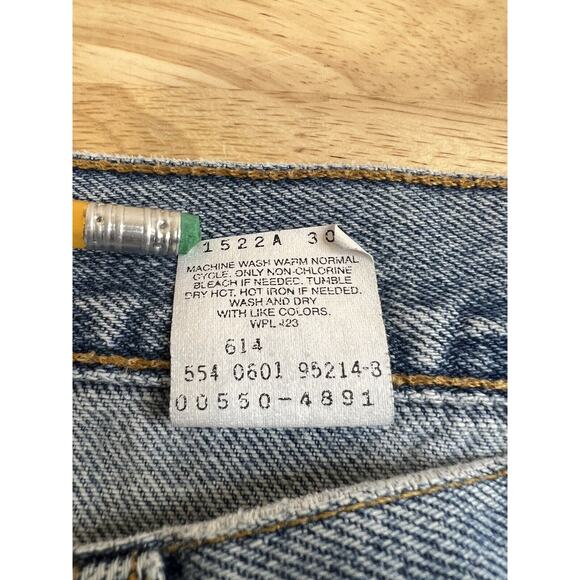 1522A 30
MACHINE WASH WARM NORMAL
CYCLE. ONLY NON-CHLORINE
BLEACH IF NEEDED. TUMBLE
DRY HOT. HOT IRON IF NEEDED.
WASH AND DRY
WITH LIKE COLORS.
WPL 423
614
554 0601 95214-3
00550-4891